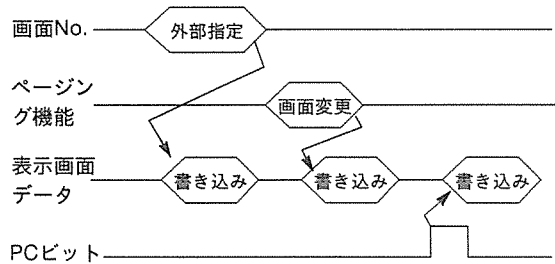 画面No.
外部指定
ページン
グ機能
画面変更
表示画面
データ
書き込み
書き込み
書き込み
PCビット